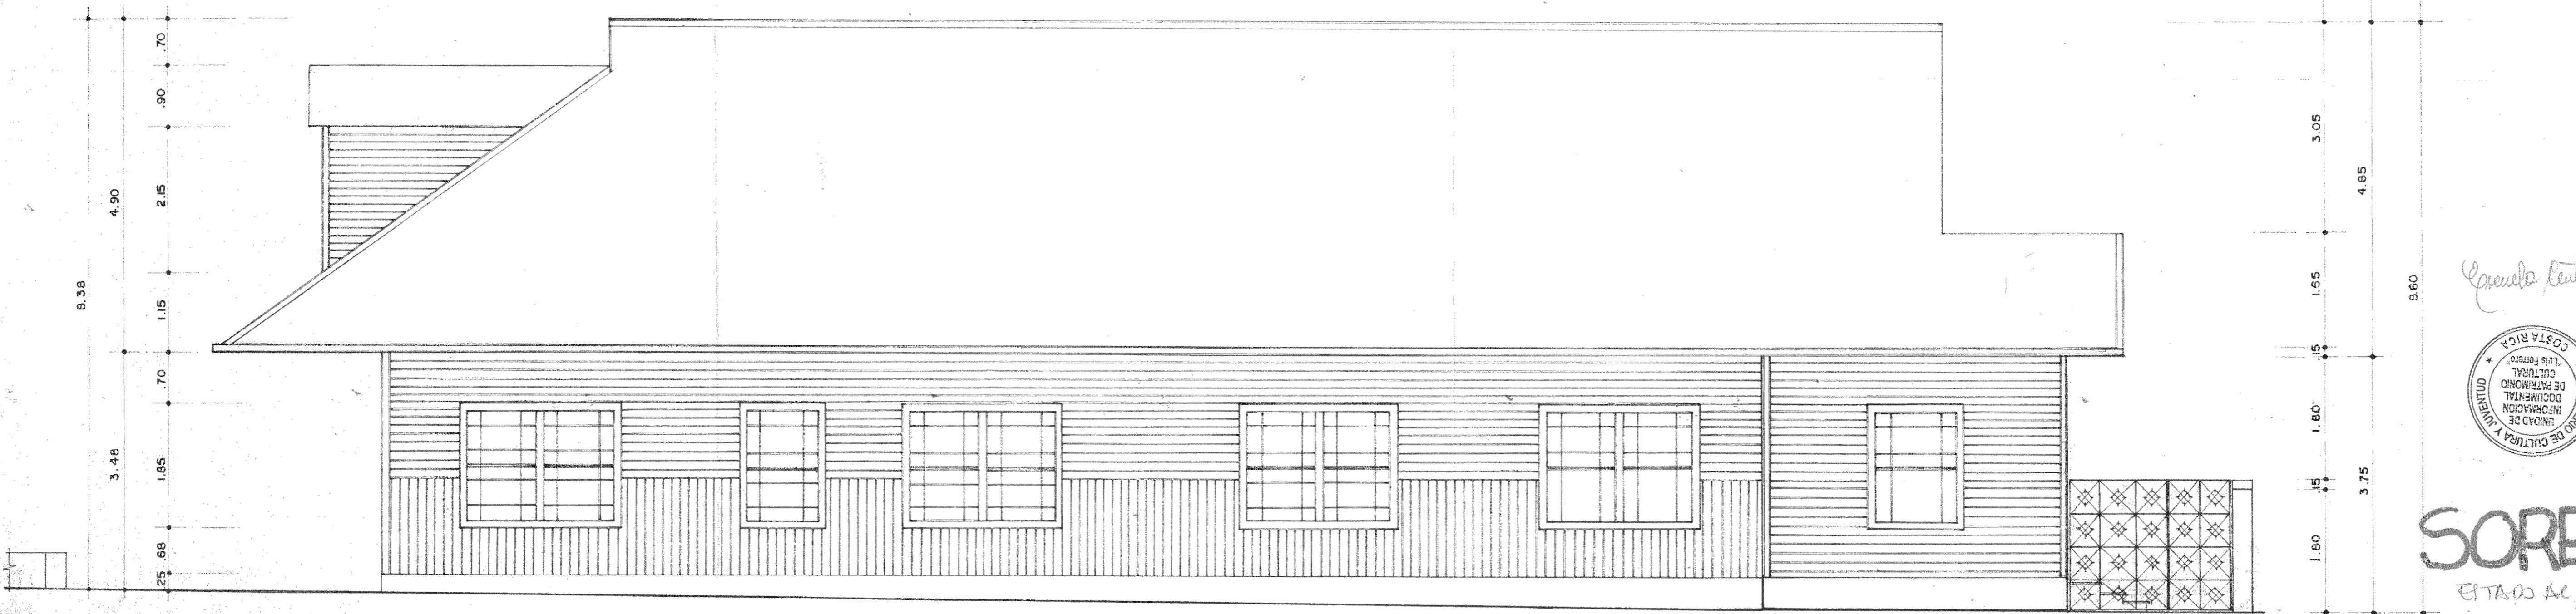 8.38
4.90
3.48
.70
.90
2.15
1.15
.70
1.85
.68
.25
3.05
1.65
.15
1.80
.15
1.80
4.85
3.75
8.60
Escuela
COSTA RICA
"Luis Ferrero"
CULTURAL
DE PATRIMONIO
DOCUMENTAL
INFORMACION
UNIDAD DE
DE CULTURA Y JUVENTUD
SORE